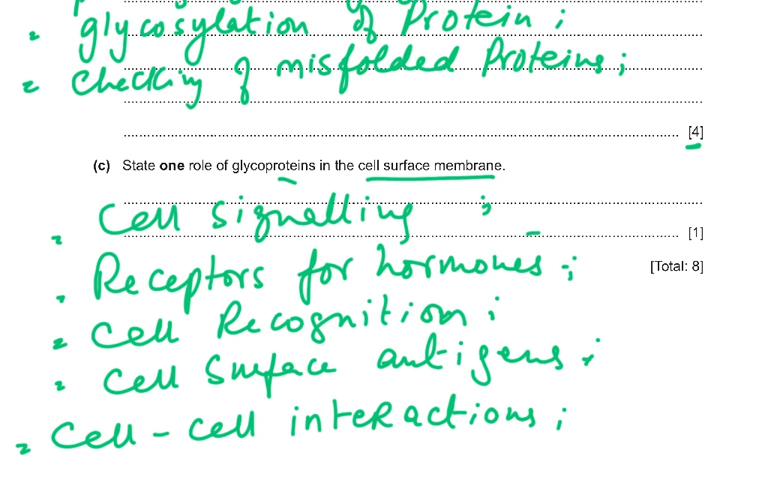 glycosylation of Protein ;
Checking of misfolded Proteins ;
[4]
(c) State one role of glycoproteins in the cell surface membrane.
Cell signalling ;
[1]
Receptors for hormones ;
[Total: 8]
Cell Recognition ;
Cell Surface antigens ;
Cell - cell interactions ;